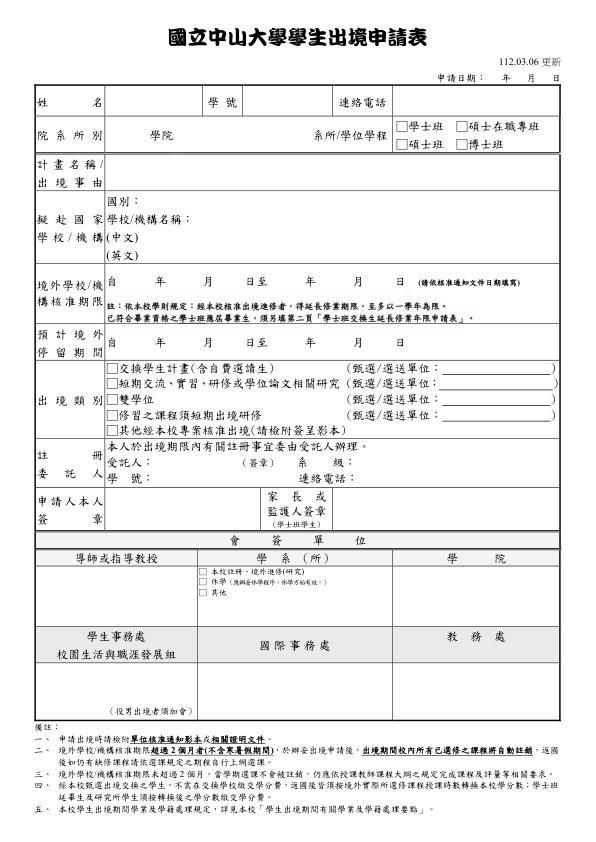 國立中山大學學生出境申請表
112.03.06 更新
申請日期： 年 月 日
姓名 學號 連絡電話
院系所別 學院 系所/學位學程 □學士班 □碩士在職專班
□碩士班 □博士班
計畫名稱/
出境事由
擬赴國家
學校/機構
國別：
學校/機構名稱：
(中文)
(英文)
境外學校/機
構核准期限
自 年 月 日至 年 月 日 (請依核准通知文件日期填寫)
註：依本校學則規定：經本校核准出境進修者，得延長修業期限，至多以一學年為限。
已符合畢業資格之學士班應屆畢業生，須另填第二頁「學士班交換生延長修業年限申請表」。
預計境外
停留期間
自 年 月 日至 年 月 日
出境類別
□交換學生計畫(含自費選讀生) (甄選/選送單位：)
□短期交流、實習、研修或學位論文相關研究 (甄選/選送單位：)
□雙學位 (甄選/選送單位：)
□修習之課程須短期出境研修 (甄選/選送單位：)
□其他經本校專案核准出境(請檢附簽呈影本)
註冊
委託人
本人於出境期限內有關註冊事宜委由受託人辦理。
受託人： （簽章） 系級：
學號： 連絡電話：
申請人本人
簽章
家長或
監護人簽章
（學士班學生）
會簽單位
導師或指導教授 學系（所） 學院
□ 本校註冊、境外進修(研究)
□ 休學（應辦妥休學程序，休學方始有效。）
□ 其他
學生事務處
校園生活與職涯發展組
國際事務處 教務處
（役男出境者須加會）
備註：
一、 申請出境時請檢附單位核准通知影本或相關證明文件。
二、 境外學校/機構核准期限超過 2 個月者(不含寒暑假期間)，於辦妥出境申請後，出境期間校內所有已選修之課程將自動註銷，返國
後如仍有缺修課程請依選課規定之期程自行上網選課。
三、 境外學校/機構核准期限未超過 2 個月，當學期選課不會被註銷，仍應依授課教師課程大綱之規定完成課程及評量等相關要求。
四、 經本校甄選出境交換之學生，不需在交換學校繳交學分費，返國後皆須按境外實際所選修課程授課時數轉換本校學分數；學士班
延畢生及研究所學生須按轉換後之學分數繳交學分費。
五、 本校學生出境期間學業及學籍處理規定，詳見本校「學生出境期間有關學業及學籍處理要點」。